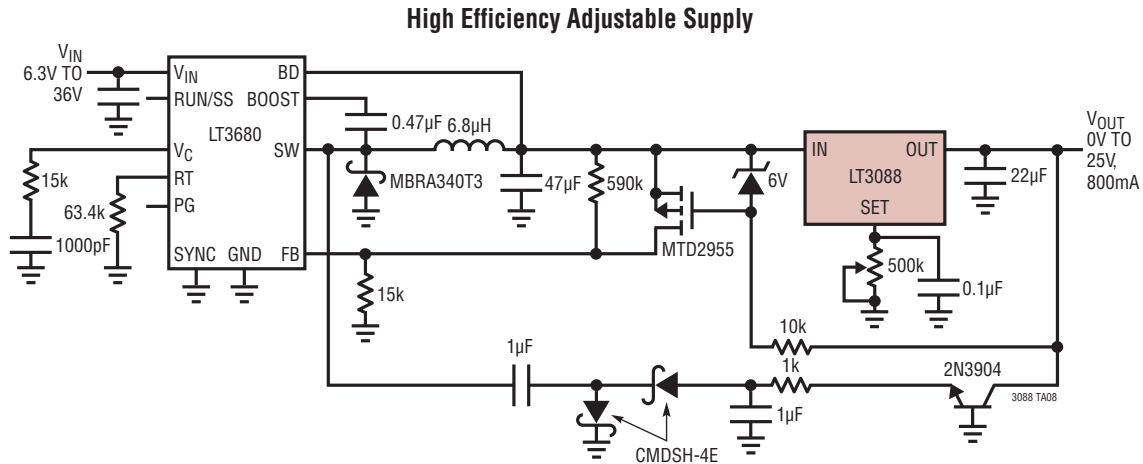 High Efficiency Adjustable Supply
VIN
6.3V TO
36V
VIN
BD
RUN/SS
BOOST
LT3680
0.47µF
6.8µH
VC
SW
RT
PG
SYNC
GND
FB
15k
63.4k
1000pF
MBRA340T3
47µF
590k
MTD2955
6V
15k
IN
OUT
LT3088
SET
VOUT
0V TO
25V,
800mA
22µF
500k
0.1µF
10k
1µF
1k
2N3904
3088 TA08
1µF
CMDSH-4E